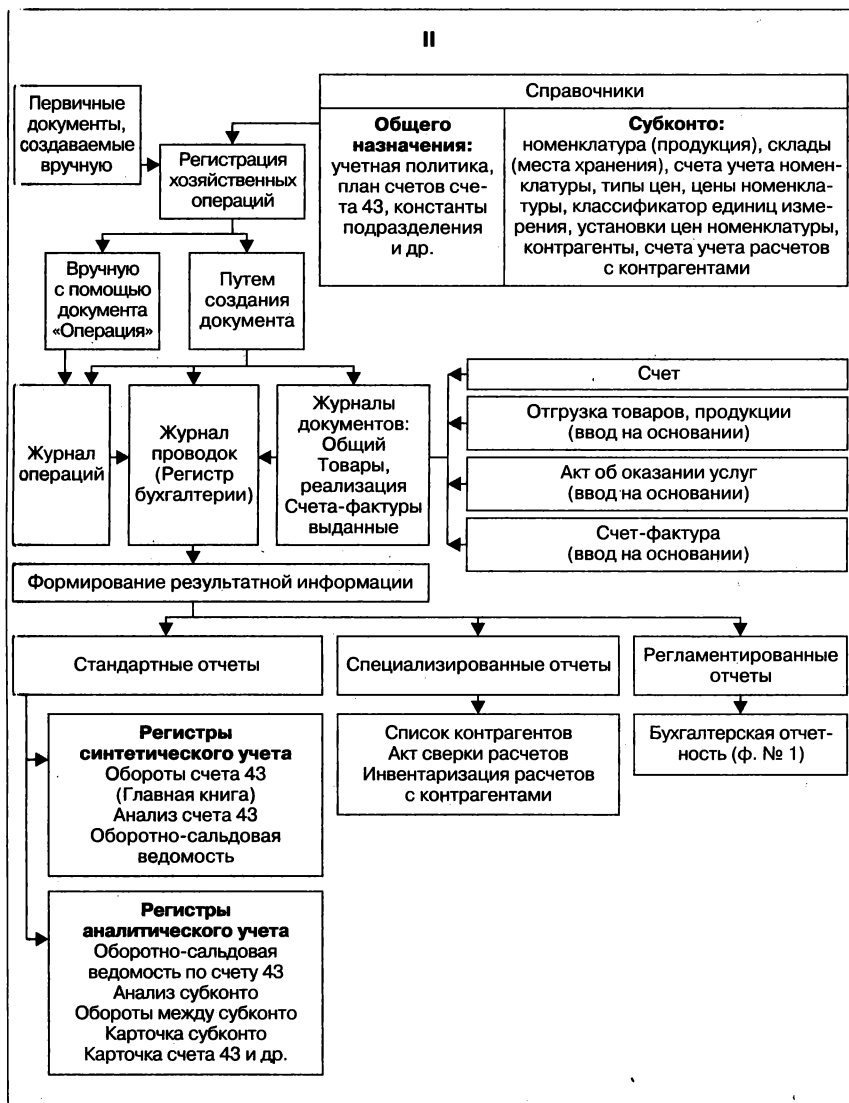 II
Первичные
документы,
создаваемые
вручную
Регистрация
хозяйственных
операций
Справочники
Общего
назначения:
учетная политика,
план счетов сче-
та 43, константы
подразделения
и др.
Субконто:
номенклатура (продукция), склады
(места хранения), счета учета номен-
клатуры, типы цен, цены номенкла-
туры, классификатор единиц изме-
рения, установки цен номенклатуры,
контрагенты, счета учета расчетов
с контрагентами
Вручную
с помощью
документа
«Операция»
Путем
создания
документа
Журнал
операций
Журнал
проводок
(Регистр
бухгалтерии)
Журналы
документов:
Общий
Товары,
реализация
Счета-фактуры
выданные
Счет
Отгрузка товаров, продукции
(ввод на основании)
Акт об оказании услуг
(ввод на основании)
Счет-фактура
(ввод на основании)
Формирование результатной информации
Стандартные отчеты
Специализированные отчеты
Регламентированные
отчеты
Регистры
синтетического учета
Обороты счета 43
(Главная книга)
Анализ счета 43
Оборотно-сальдовая
ведомость
Список контрагентов
Акт сверки расчетов
Инвентаризация расчетов
с контрагентами
Бухгалтерская отчет-
ность (ф. № 1)
Регистры
аналитического учета
Оборотно-сальдовая
ведомость по счету 43
Анализ субконто
Обороты между субконто
Карточка субконто
Карточка счета 43 и др.